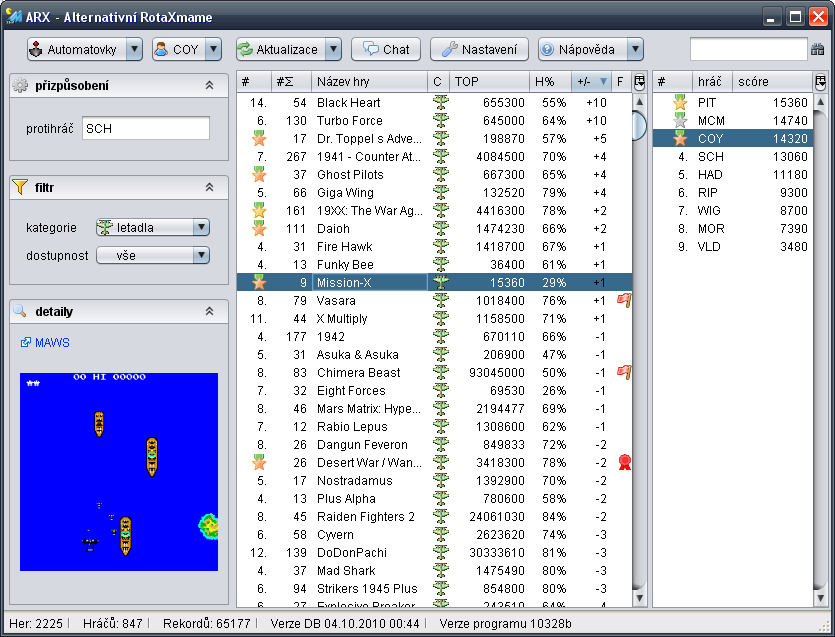 ARX - Alternativní RotaXmame
Automatovky COY Aktualizace Chat Nastavení Nápověda
přizpůsobení
protihráč SCH
filtr
kategorie letadla
dostupnost vše
detaily
MAWS
00 HI 00000
# #Σ Název hry C TOP H% +/- F
14. 54 Black Heart 655300 55% +10
6. 130 Turbo Force 645000 64% +10
17 Dr. Toppel s Adve... 198870 57% +5
7. 267 1941 - Counter At... 4084500 70% +4
37 Ghost Pilots 667300 65% +4
5. 66 Giga Wing 132520 79% +4
161 19XX: The War Ag... 4416300 78% +2
111 Daioh 1474230 66% +2
4. 31 Fire Hawk 1418700 67% +1
4. 13 Funky Bee 36400 61% +1
9 Mission-X 15360 29% +1
8. 79 Vasara 1018400 76% +1
11. 44 X Multiply 1158500 71% +1
4. 177 1942 670110 66% -1
5. 31 Asuka & Asuka 206900 47% -1
8. 83 Chimera Beast 93045000 50% -1
7. 32 Eight Forces 69530 26% -1
8. 46 Mars Matrix: Hype... 2194477 69% -1
7. 12 Rabio Lepus 1308600 62% -1
8. 26 Dangun Feveron 849833 72% -2
26 Desert War / Wan... 3418300 78% -2
5. 17 Nostradamus 1392900 70% -2
4. 13 Plus Alpha 780600 58% -2
8. 45 Raiden Fighters 2 24061030 84% -2
6. 58 Cyvern 2623620 74% -3
12. 139 DoDonPachi 30333610 81% -3
4. 37 Mad Shark 1475490 80% -3
6. 94 Strikers 1945 Plus 854800 80% -3
6. 27 Explosive Breaker 243510 64% -4
# hráč skóre
PIT 15360
MCM 14740
COY 14320
4. SCH 13060
5. HAD 11180
6. RIP 9300
7. WIG 8700
8. MOR 7390
9. VLD 3480
Her: 2225 Hráčů: 847 Rekordů: 65177 Verze DB 04.10.2010 00:44 Verze programu 10328b